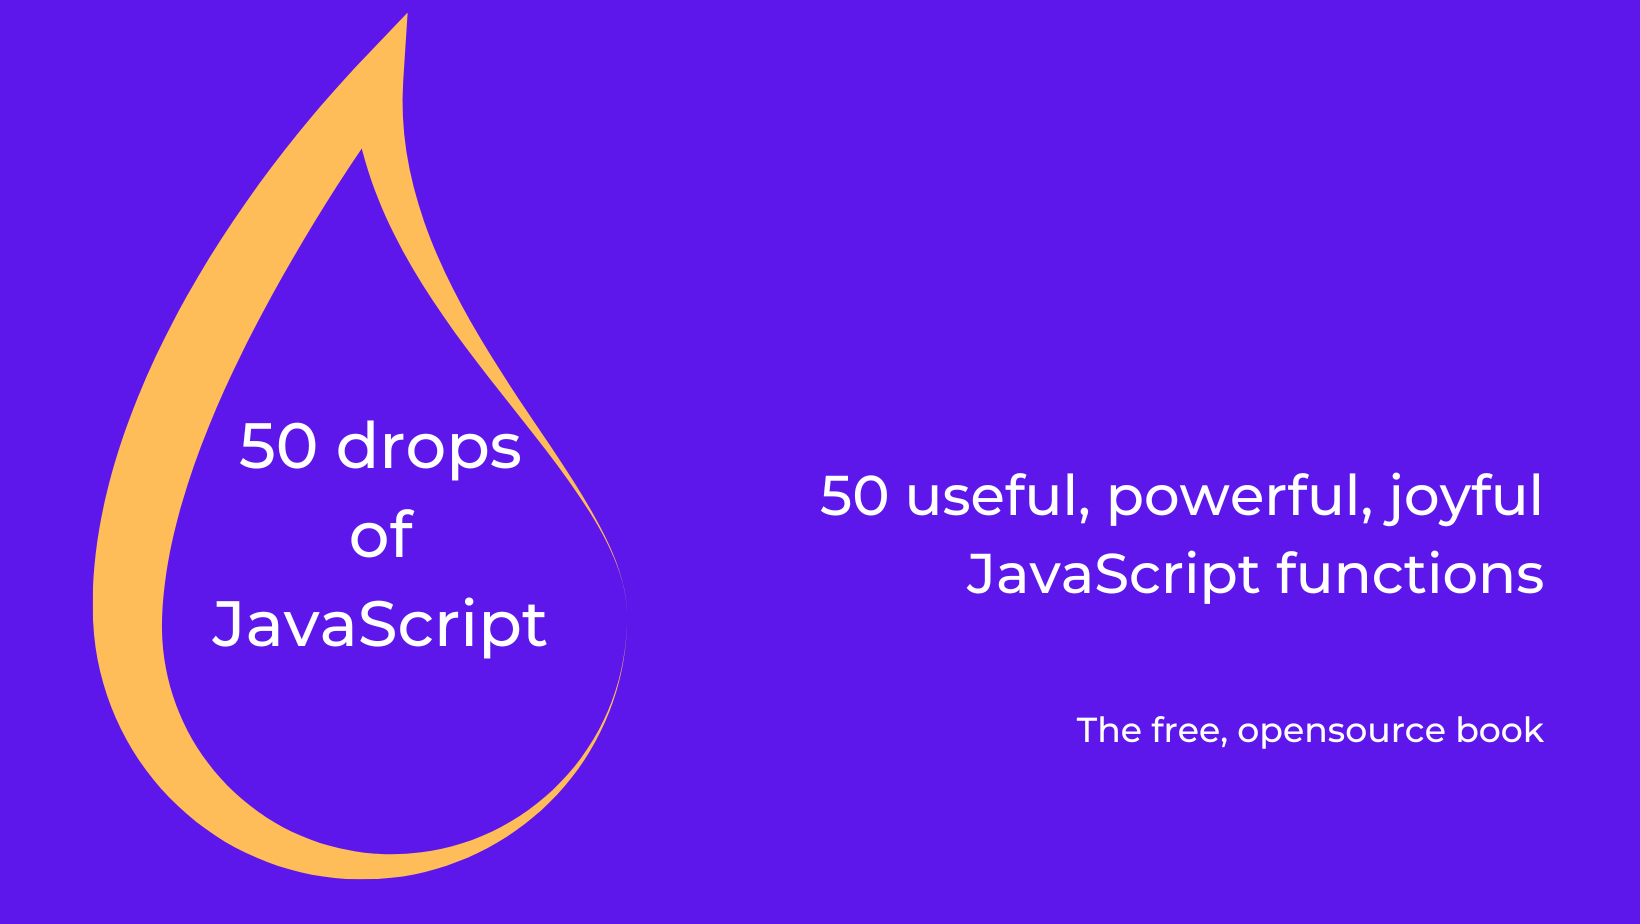 50 drops
of
JavaScript
50 useful, powerful, joyful
JavaScript functions
The free, opensource book